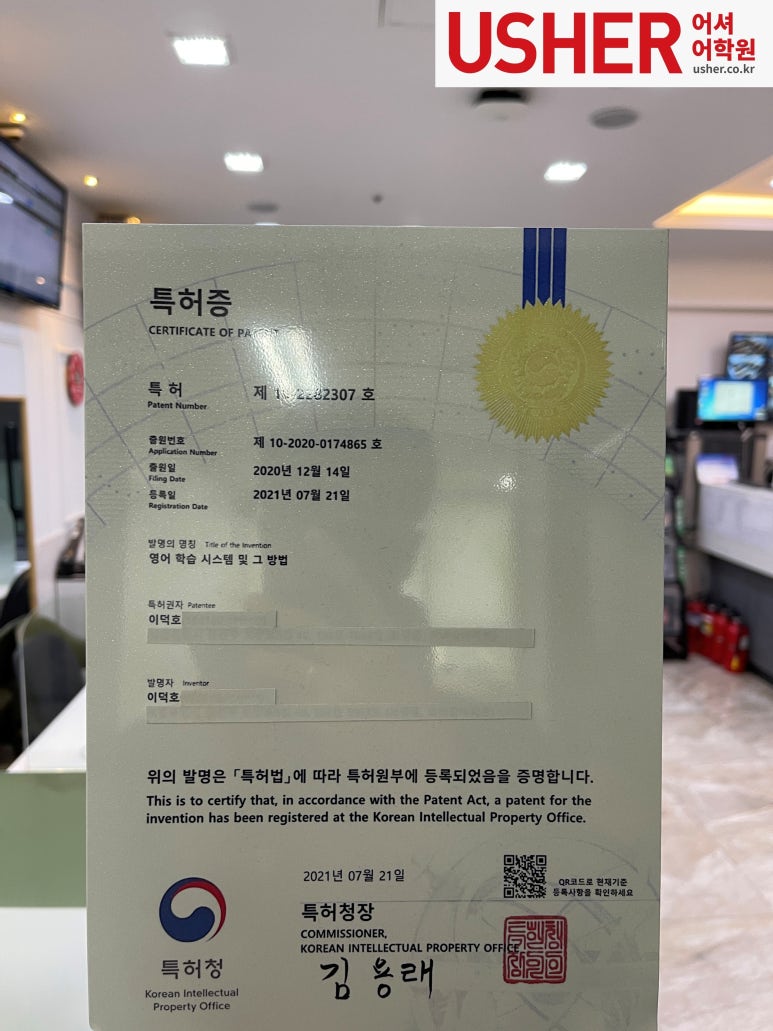 USHER 어셔
어학원
usher.co.kr
특허증
CERTIFICATE OF PATENT
특 허
Patent Number
제 10-2282307 호
출원번호
Application Number
제 10-2020-0174865 호
출원일
Filing Date
2020년 12월 14일
등록일
Registration Date
2021년 07월 21일
발명의 명칭 Title of the Invention
영어 학습 시스템 및 그 방법
특허권자 Patentee
이덕호
발명자 Inventor
이덕호
위의 발명은 「특허법」에 따라 특허원부에 등록되었음을 증명합니다.
This is to certify that, in accordance with the Patent Act, a patent for the
invention has been registered at the Korean Intellectual Property Office.
2021년 07월 21일
QR코드로 현재기준
등록사항을 확인하세요
특허청장
COMMISSIONER,
KOREAN INTELLECTUAL PROPERTY OFFICE
김용래
특허청
Korean Intellectual
Property Office